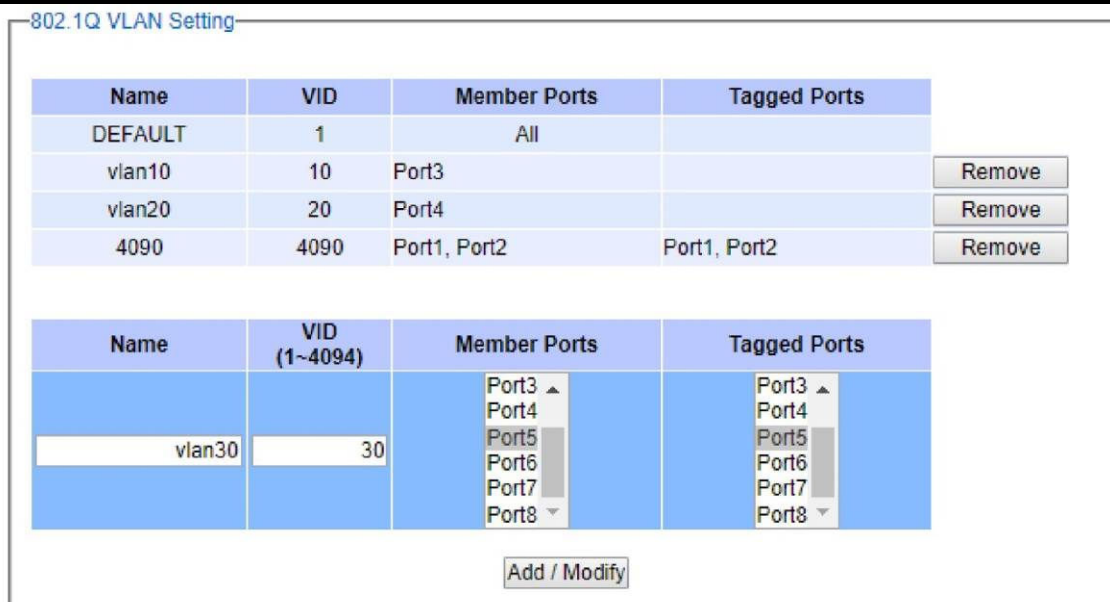 802.1Q VLAN Setting
Name VID Member Ports Tagged Ports
DEFAULT 1 All
vlan10 10 Port3 Remove
vlan20 20 Port4 Remove
4090 4090 Port1, Port2 Port1, Port2 Remove
Name VID (1~4094) Member Ports Tagged Ports
Port3 Port3
Port4 Port4
vlan30 30 Port5 Port5
Port6 Port6
Port7 Port7
Port8 Port8
Add / Modify